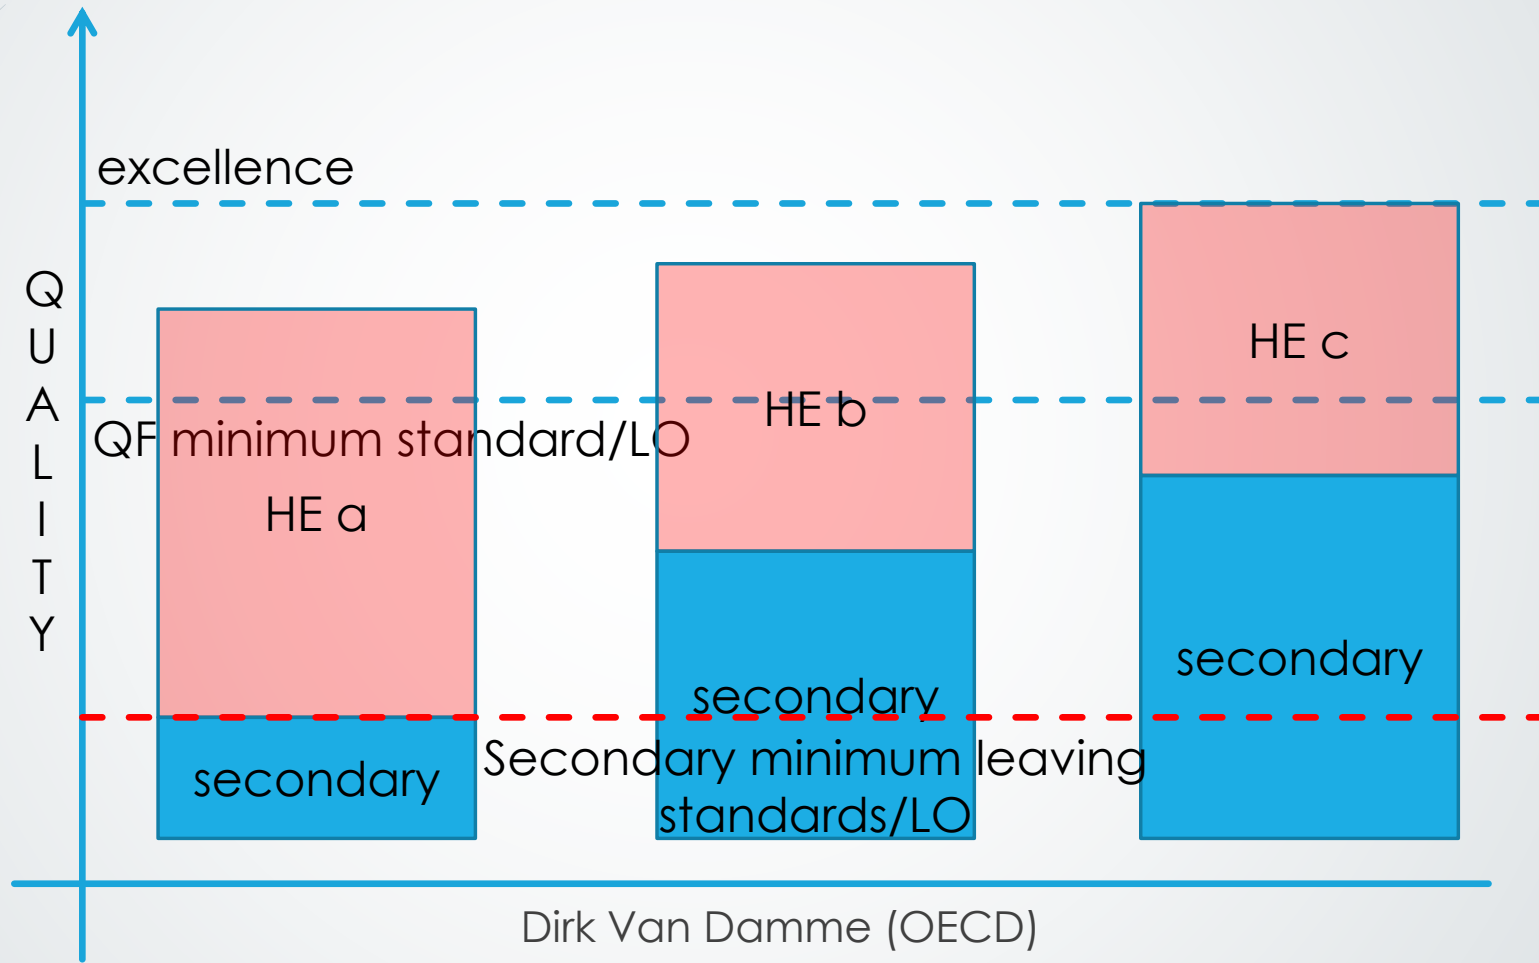 excellence
Q
U
A
L
I
T
Y
HE c
HE b
QF minimum standard/LO
HE a
secondary
secondary
Secondary minimum leaving
standards/LO
secondary
Dirk Van Damme (OECD)